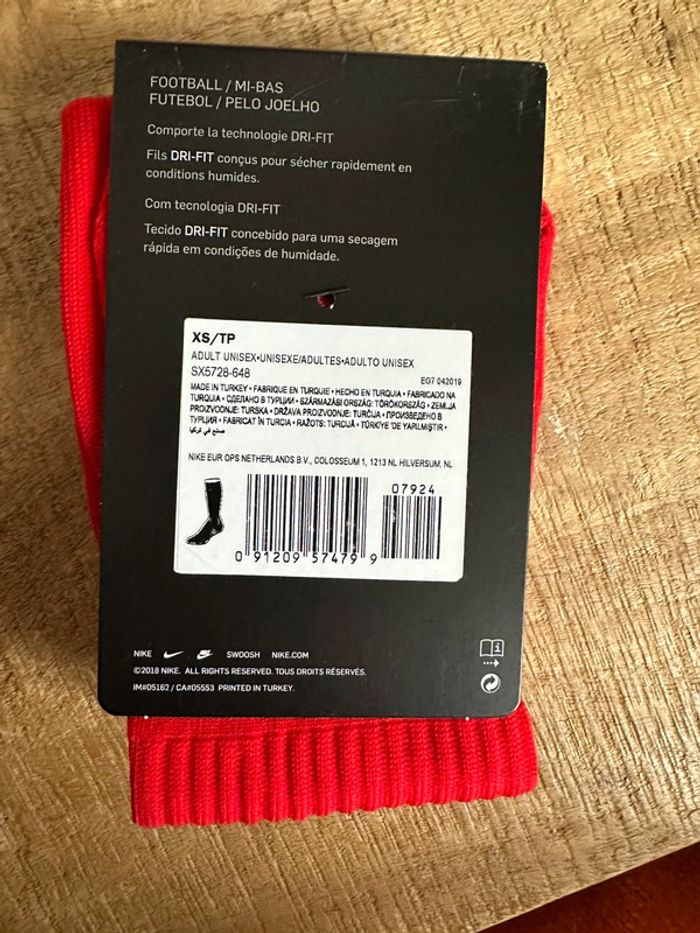 FOOTBALL / MI-BAS
FUTEBOL / PELO JOELHO
Comporte la technologie DRI-FIT
Fils DRI-FIT conçus pour sécher rapidement en
conditions humides.
Com tecnologia DRI-FIT
Tecido DRI-FIT concebido para uma secagem
rápida em condições de humidade.
XS/TP
ADULT UNISEX•UNISEXE/ADULTES•ADULTO UNISEX
SX5728-648
EG7 042019
MADE IN TURKEY • FABRIQUE EN TURQUIE • HECHO EN TURQUIA • FABRICADO NA
TURQUIA • СДЕЛАНО В ТУРЦИИ • SZÁRMAZÁSI ORSZÁG: TÖRÖKORSZÁG • ZEMLJA
PROIZVODNJE: TURSKA • DRŽAVA PROIZVODNJE: TURČIJA • ПРОИЗВЕДЕНО В
ТУРЦИЯ • FABRICAT ÎN TURCIA • RAŽOTS: TURCIJĀ • TÜRKİYE 'DE YAPILMIŞTIR •
صنع في تركيا
NIKE EUR OPS NETHERLANDS B.V., COLOSSEUM 1, 1213 NL HILVERSUM, NL
07924
0 91209 57479 9
NIKE SWOOSH NIKE.COM
©2018 NIKE. ALL RIGHTS RESERVED. TOUS DROITS RÉSERVÉS.
IM#05162 / CA#05553 PRINTED IN TURKEY.